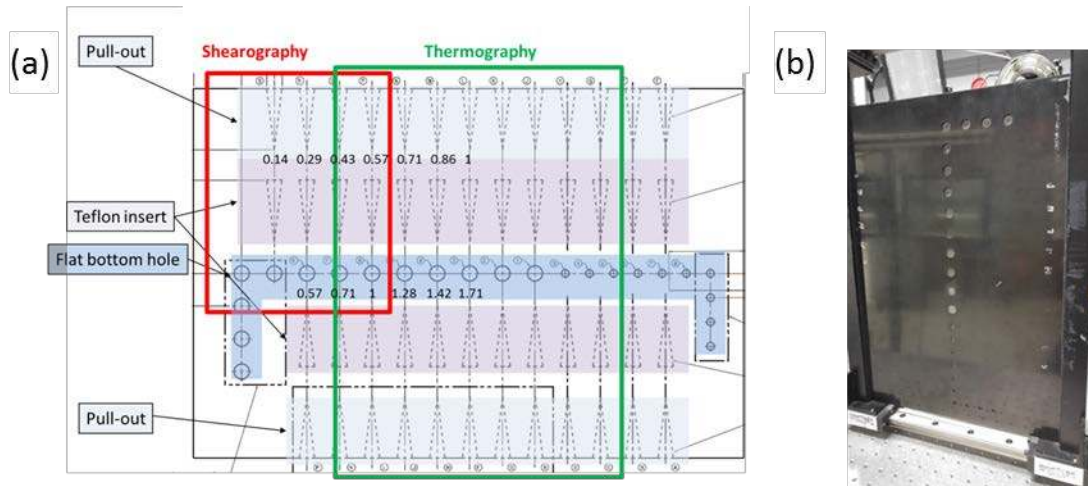 (a)
Pull-out
Shearography
Thermography
(b)
0.14 0.29 0.43 0.57 0.71 0.86 1
Teflon insert
Flat bottom hole
0.57 0.71 1 1.28 1.42 1.71
Pull-out